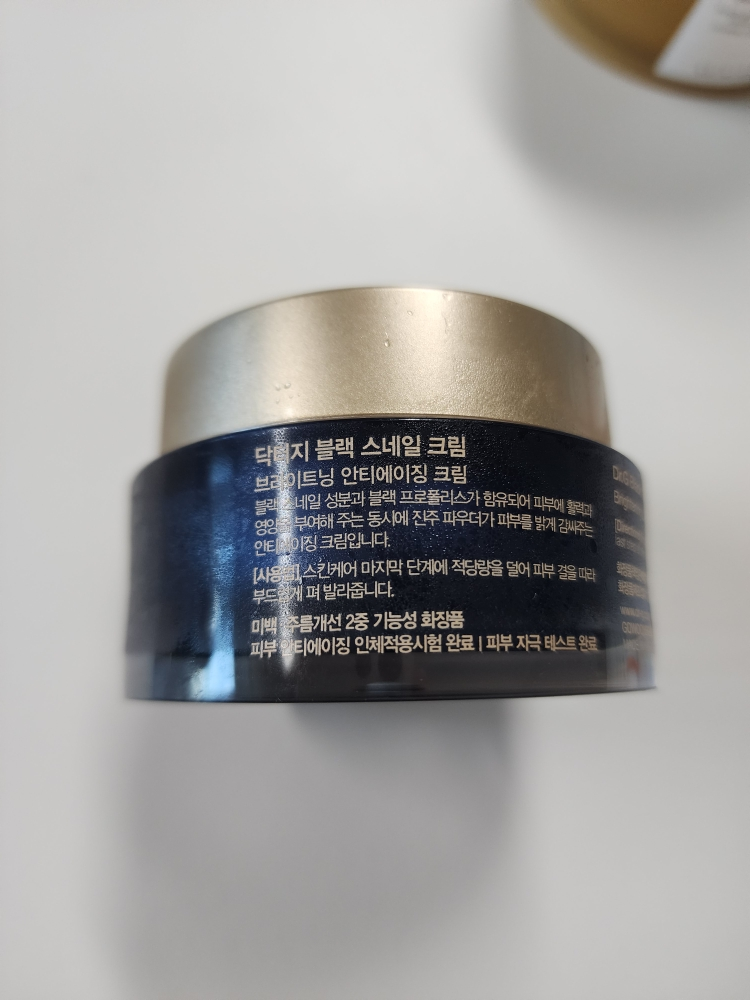 닥터지 블랙 스네일 크림
브라이트닝 안티에이징 크림
블랙 스네일 성분과 블랙 프로폴리스가 함유되어 피부에 활력과
영양을 부여해 주는 동시에 진주 파우더가 피부를 밝게 감싸주는
안티에이징 크림입니다.
[사용법] 스킨케어 마지막 단계에 적당량을 덜어 피부 결을 따라
부드럽게 펴 발라줍니다.
미백 주름개선 2중 기능성 화장품
피부 안티에이징 인체적용시험 완료 | 피부 자극 테스트 완료